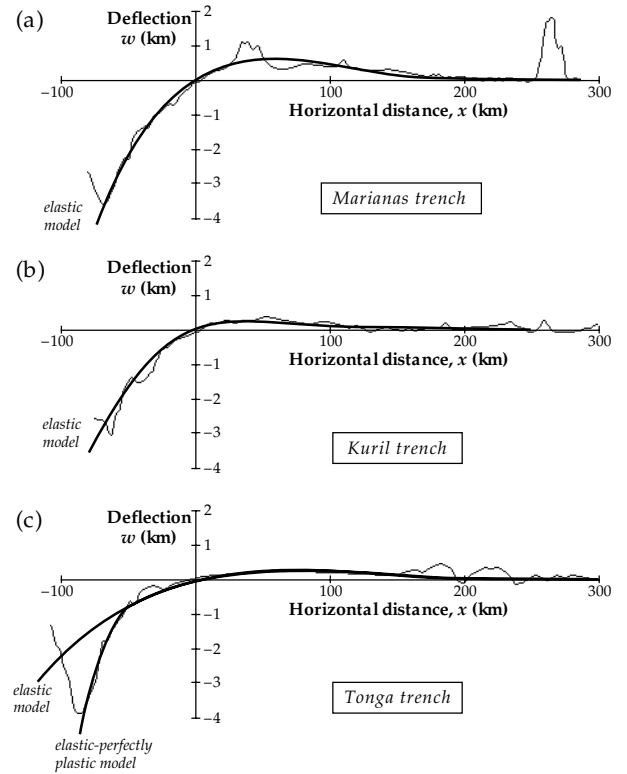 (a)
Deflection
w (km)
2
1
−100
100
200
300
Horizontal distance, x (km)
−1
−2
−3
−4
elastic
model
Marianas trench
(b)
Deflection
w (km)
2
1
−100
100
200
300
Horizontal distance, x (km)
−1
−2
−3
−4
elastic
model
Kuril trench
(c)
Deflection
w (km)
2
1
−100
100
200
300
Horizontal distance, x (km)
−1
−2
−3
−4
elastic
model
elastic-perfectly
plastic model
Tonga trench